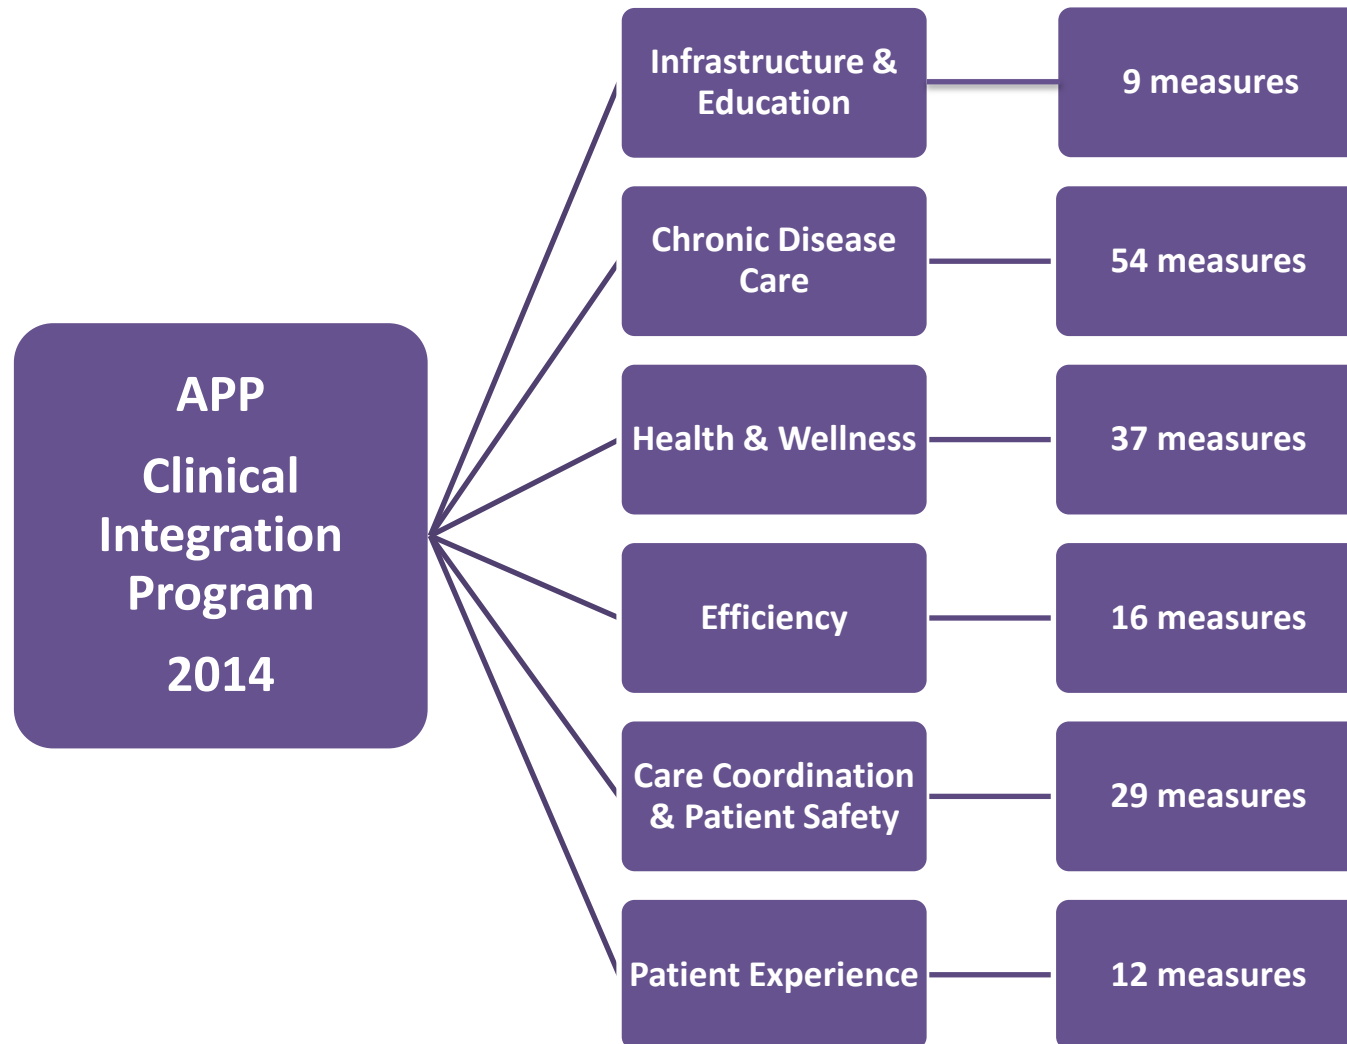 APP
Clinical
Integration
Program
2014
Infrastructure &
Education
9 measures
Chronic Disease
Care
54 measures
Health & Wellness
37 measures
Efficiency
16 measures
Care Coordination
& Patient Safety
29 measures
Patient Experience
12 measures